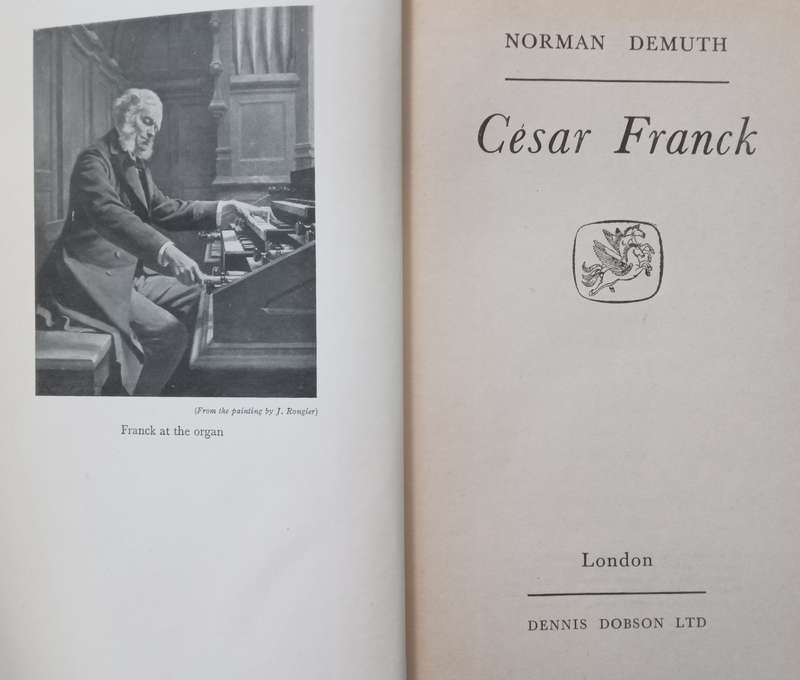 (From the painting by J. Rongier)
Franck at the organ
NORMAN DEMUTH
César Franck
London
DENNIS DOBSON LTD